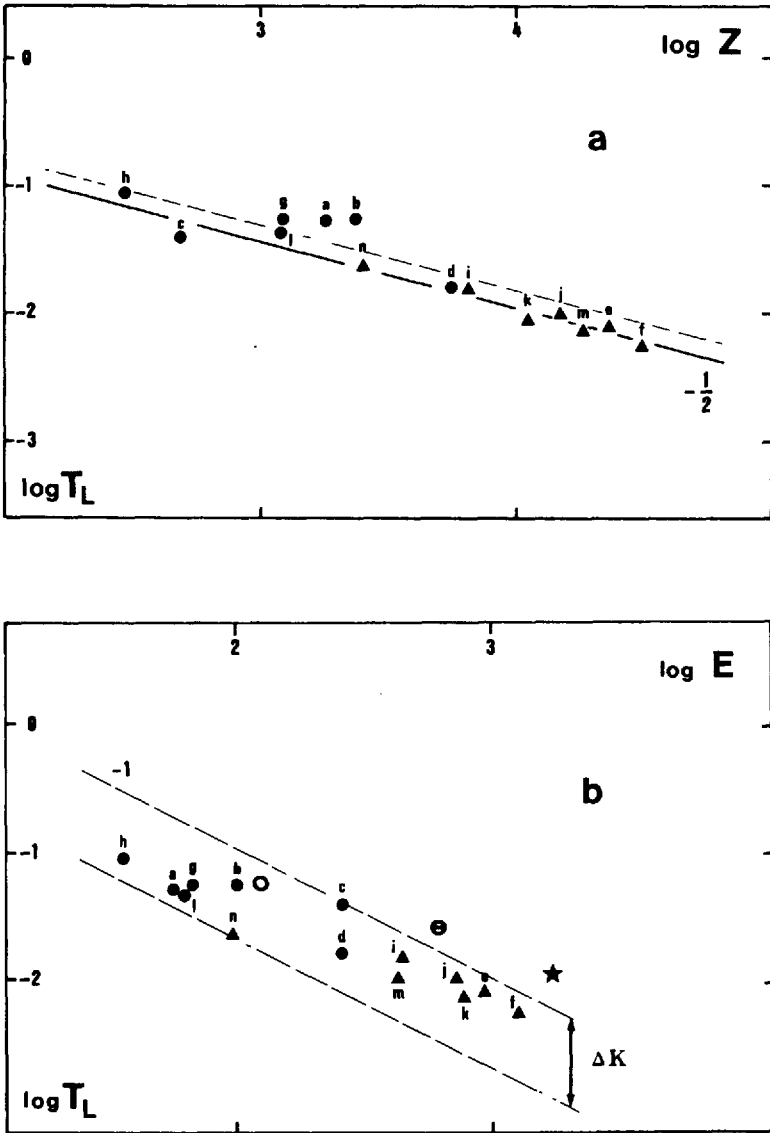 3 4
log Z
0
a
h
-1
g a b
c
l
n
d i
-2
k j m e
f
-1/2
-3
log T_L
2 3
log E
0
-1
b
h
-1
a g b
c
l
n
d i
-2
m j e
k f
ΔK
log T_L